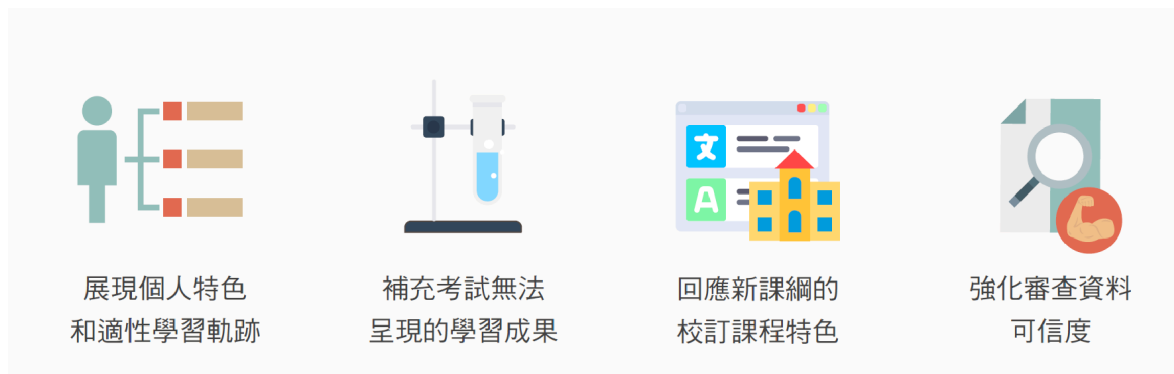 展現個人特色
和適性學習軌跡
補充考試無法
呈現的學習成果
文
A
回應新課綱的
校訂課程特色
強化審查資料
可信度